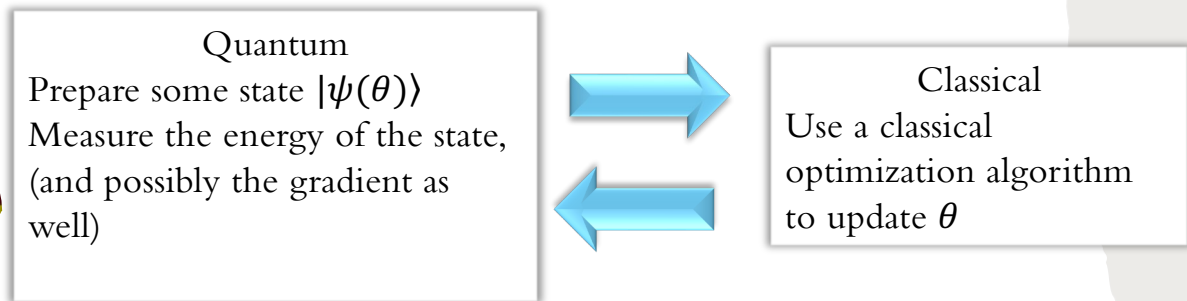 Quantum
Prepare some state |𝜓(𝜃)⟩
Measure the energy of the state,
(and possibly the gradient as
well)
Classical
Use a classical
optimization algorithm
to update 𝜃